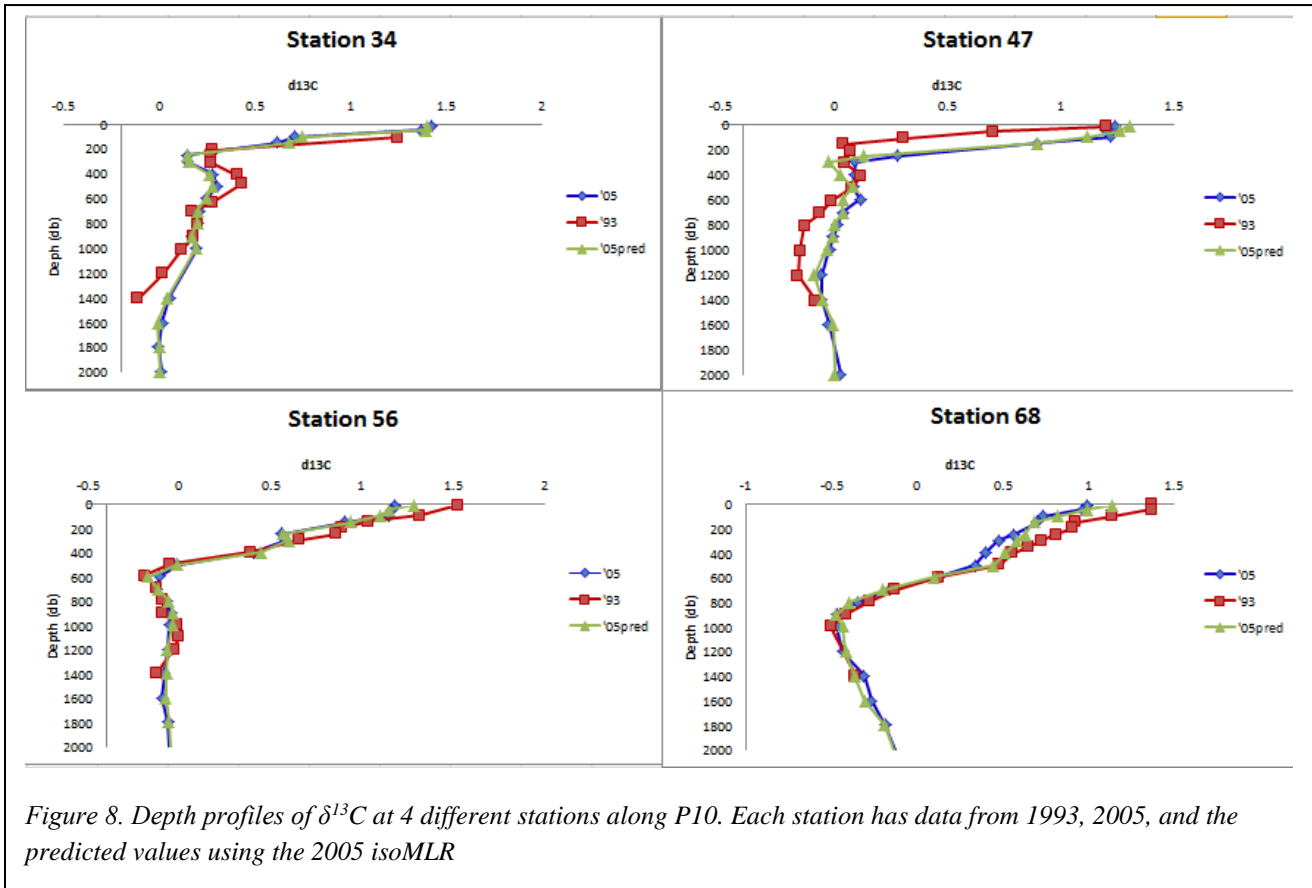 Station 34
d13C
-0.5 0 0.5 1 1.5 2
0
200
400
600
800
1000
1200
1400
1600
1800
2000
Depth (db)
'05
'93
'05pred
Station 47
d13C
-0.5 0 0.5 1 1.5
0
200
400
600
800
1000
1200
1400
1600
1800
2000
Depth (db)
'05
'93
'05pred
Station 56
d13C
-0.5 0 0.5 1 1.5 2
0
200
400
600
800
1000
1200
1400
1600
1800
2000
Depth (db)
'05
'93
'05pred
Station 68
d13C
-1 -0.5 0 0.5 1 1.5
0
200
400
600
800
1000
1200
1400
1600
1800
2000
Depth (db)
'05
'93
'05pred
Figure 8. Depth profiles of δ¹³C at 4 different stations along P10. Each station has data from 1993, 2005, and the
predicted values using the 2005 isoMLR